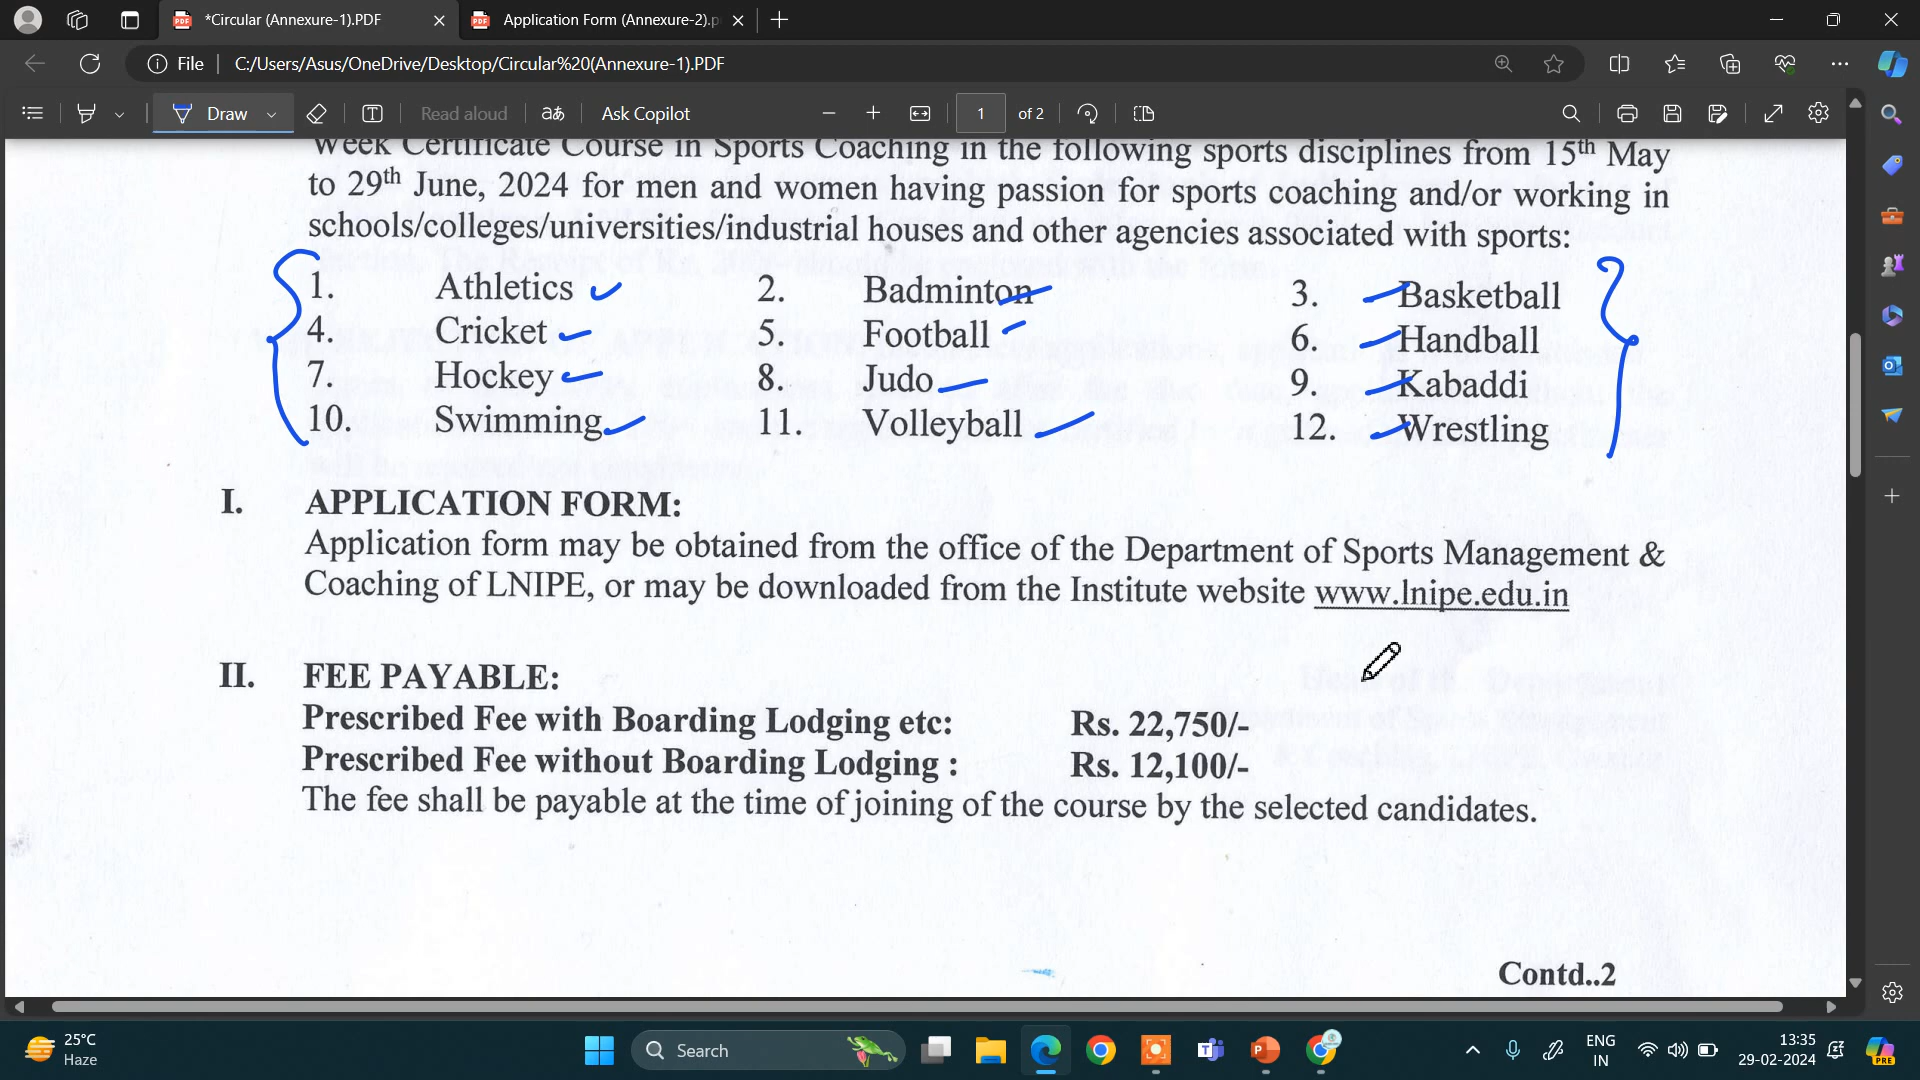 *Circular (Annexure-1).PDF
Application Form (Annexure-2).p
File
C:/Users/Asus/OneDrive/Desktop/Circular%20(Annexure-1).PDF
Draw
Read aloud
aあ
Ask Copilot
1
of 2
Week Certificate Course in Sports Coaching in the following sports disciplines from 15th May
to 29th June, 2024 for men and women having passion for sports coaching and/or working in
schools/colleges/universities/industrial houses and other agencies associated with sports:
1. Athletics 2. Badminton 3. Basketball
4. Cricket 5. Football 6. Handball
7. Hockey 8. Judo 9. Kabaddi
10. Swimming 11. Volleyball 12. Wrestling
I. APPLICATION FORM:
Application form may be obtained from the office of the Department of Sports Management &
Coaching of LNIPE, or may be downloaded from the Institute website www.lnipe.edu.in
II. FEE PAYABLE:
Prescribed Fee with Boarding Lodging etc: Rs. 22,750/-
Prescribed Fee without Boarding Lodging : Rs. 12,100/-
The fee shall be payable at the time of joining of the course by the selected candidates.
Contd..2
25°C
Haze
Search
ENG
IN
13:35
29-02-2024
PRE